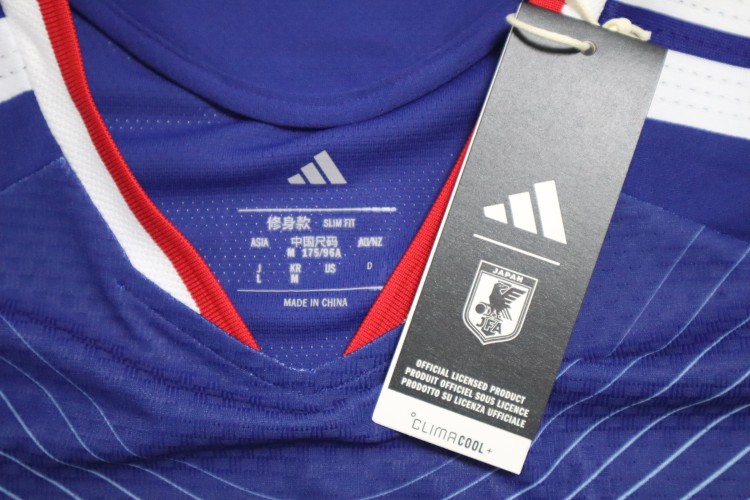 修身款 SLIM FIT
ASIA 中国尺码 AU/NZ
M 175/96A
J KR US D
L M
MADE IN CHINA
JAPAN
JFA
OFFICIAL LICENSED PRODUCT
PRODUIT OFFICIEL SOUS LICENCE
PRODOTTO SU LICENZA UFFICIALE
°CLIMACOOL+